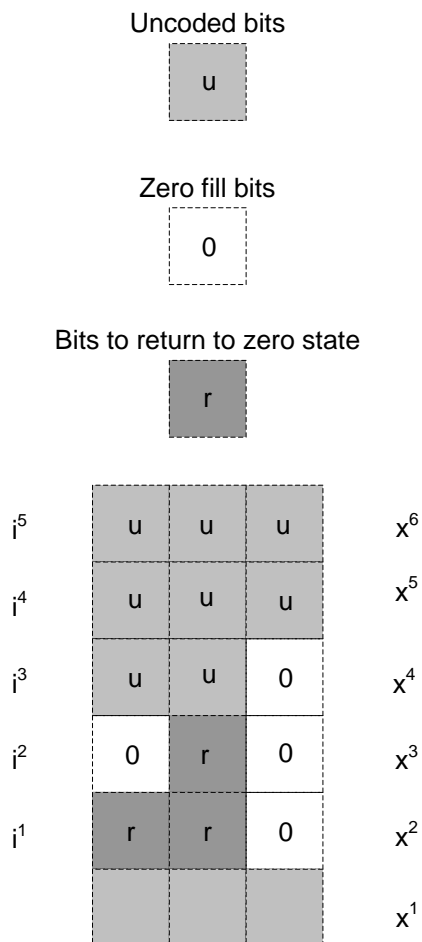 Uncoded bits
u
Zero fill bits
0
Bits to return to zero state
r
i⁵ u u u x⁶
i⁴ u u u x⁵
i³ u u 0 x⁴
i² 0 r 0 x³
i¹ r r 0 x²
x¹